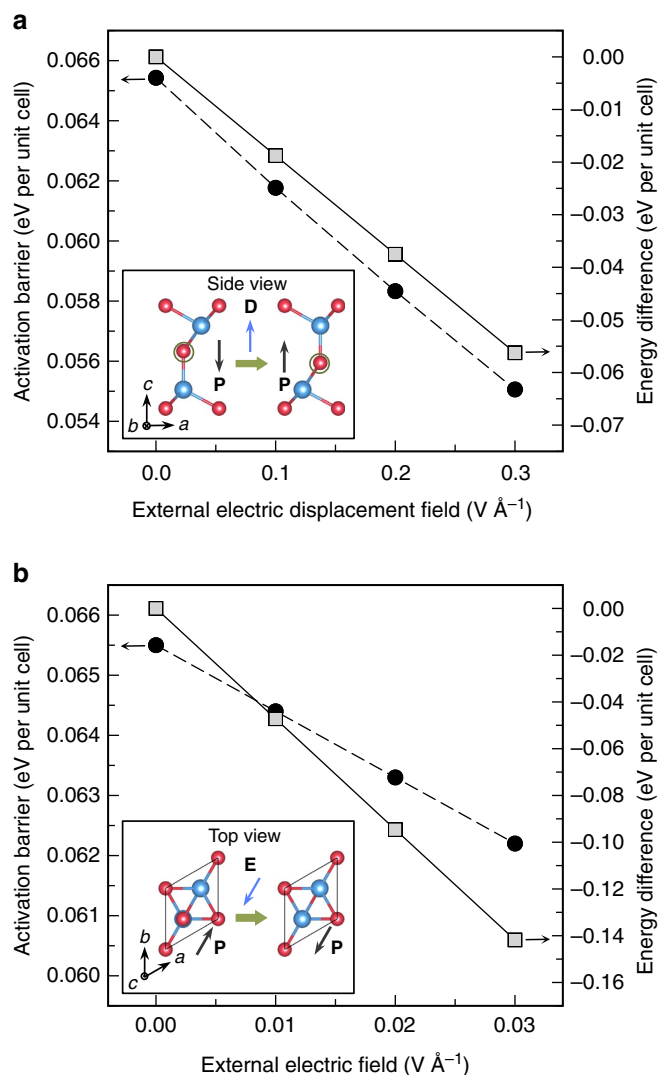 a
Activation barrier (eV per unit cell)
0.066
0.064
0.062
0.060
0.058
0.056
0.054
0.00
−0.01
−0.02
−0.03
−0.04
−0.05
−0.06
−0.07
Energy difference (eV per unit cell)
Side view
D
P
P
c
b
a
0.0 0.1 0.2 0.3
External electric displacement field (V Å−1)
b
Activation barrier (eV per unit cell)
0.066
0.065
0.064
0.063
0.062
0.061
0.060
0.00
−0.02
−0.04
−0.06
−0.08
−0.10
−0.12
−0.14
−0.16
Energy difference (eV per unit cell)
Top view
E
P
P
b
a
c
0.00 0.01 0.02 0.03
External electric field (V Å−1)